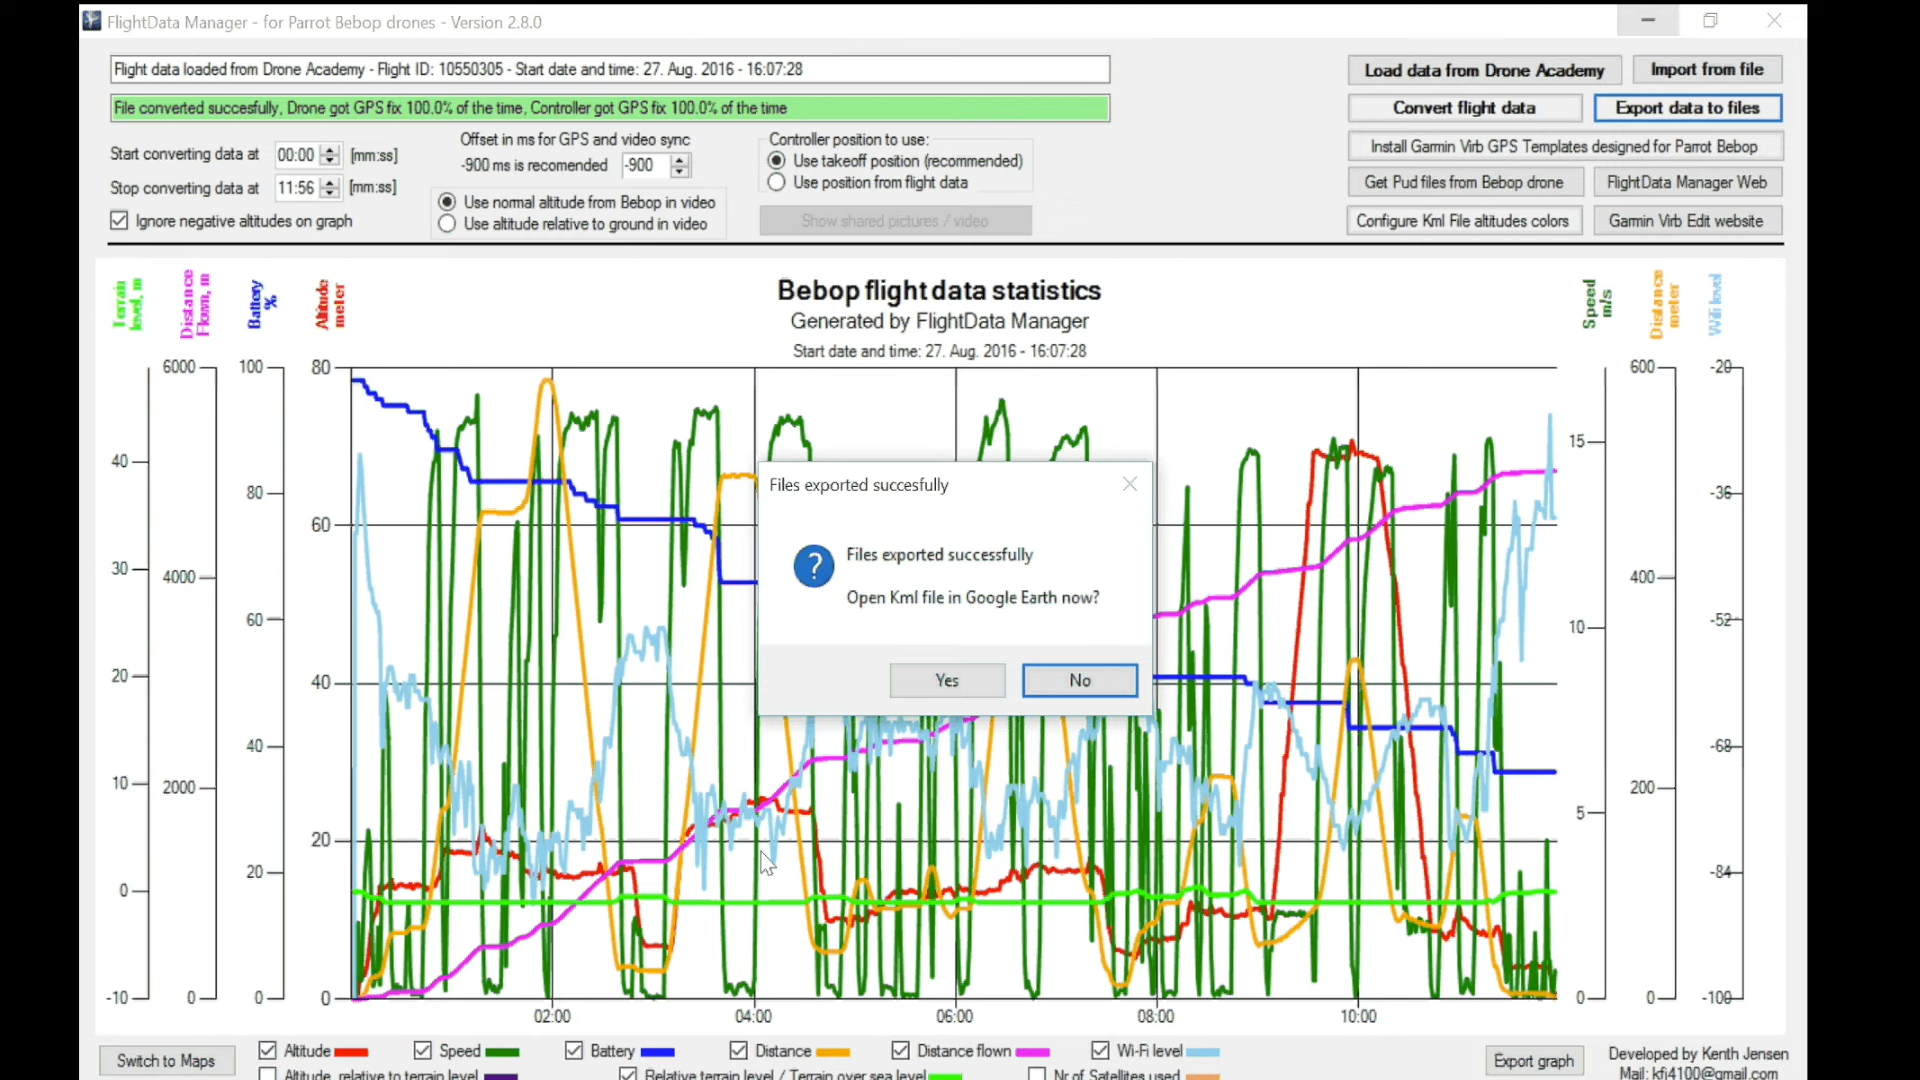 FlightData Manager - for Parrot Bebop drones - Version 2.8.0
Flight data loaded from Drone Academy - Flight ID: 10550305 - Start date and time: 27. Aug. 2016 - 16:07:28
Load data from Drone Academy
Import from file
File converted succesfully, Drone got GPS fix 100.0% of the time, Controller got GPS fix 100.0% of the time
Convert flight data
Export data to files
Start converting data at 00:00 [mm:ss]
Stop converting data at 11:56 [mm:ss]
Ignore negative altitudes on graph
Offset in ms for GPS and video sync
-900 ms is recomended -900
Use normal altitude from Bebop in video
Use altitude relative to ground in video
Controller position to use:
Use takeoff position (recommended)
Use position from flight data
Show shared pictures / video
Install Garmin Virb GPS Templates designed for Parrot Bebop
Get Pud files from Bebop drone
FlightData Manager Web
Configure Kml File altitudes colors
Garmin Virb Edit website
Bebop flight data statistics
Generated by FlightData Manager
Start date and time: 27. Aug. 2016 - 16:07:28
Terrain
level, m
Distance
Flown, m
Battery
%
Altitude
meter
Speed
m/s
Distance
meter
Wifi level
40
30
20
10
0
-10
6000
4000
2000
0
100
80
60
40
20
0
80
60
40
20
0
15
10
5
0
600
400
200
0
-20
-36
-52
-68
-84
-100
02:00
04:00
06:00
08:00
10:00
Files exported succesfully
Files exported successfully
Open Kml file in Google Earth now?
Yes
No
Switch to Maps
Altitude
Speed
Battery
Distance
Distance flown
Wi-Fi level
Altitude, relative to terrain level
Relative terrain level / Terrain over sea level
Nr of Satellites used
Export graph
Developed by Kenth Jensen
Mail: kfj4100@gmail.com